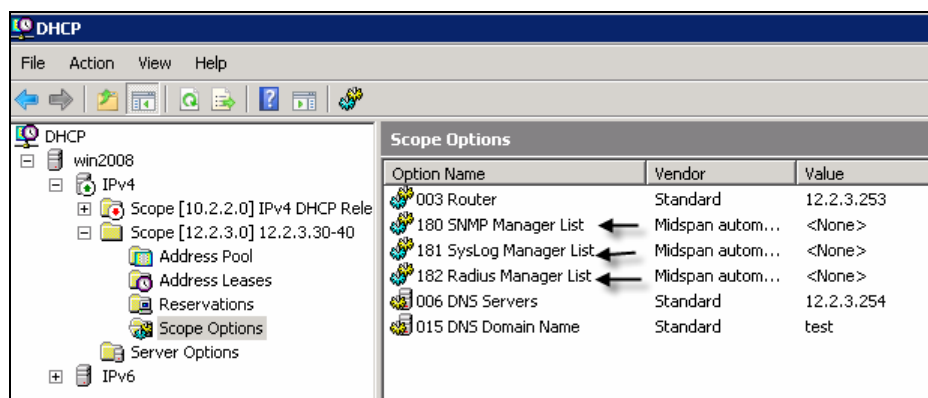 DHCP
File Action View Help
DHCP
win2008
IPv4
Scope [10.2.2.0] IPv4 DHCP Rele
Scope [12.2.3.0] 12.2.3.30-40
Address Pool
Address Leases
Reservations
Scope Options
Server Options
IPv6
Scope Options
Option Name Vendor Value
003 Router Standard 12.2.3.253
180 SNMP Manager List Midspan autom... <None>
181 SysLog Manager List Midspan autom... <None>
182 Radius Manager List Midspan autom... <None>
006 DNS Servers Standard 12.2.3.254
015 DNS Domain Name Standard test